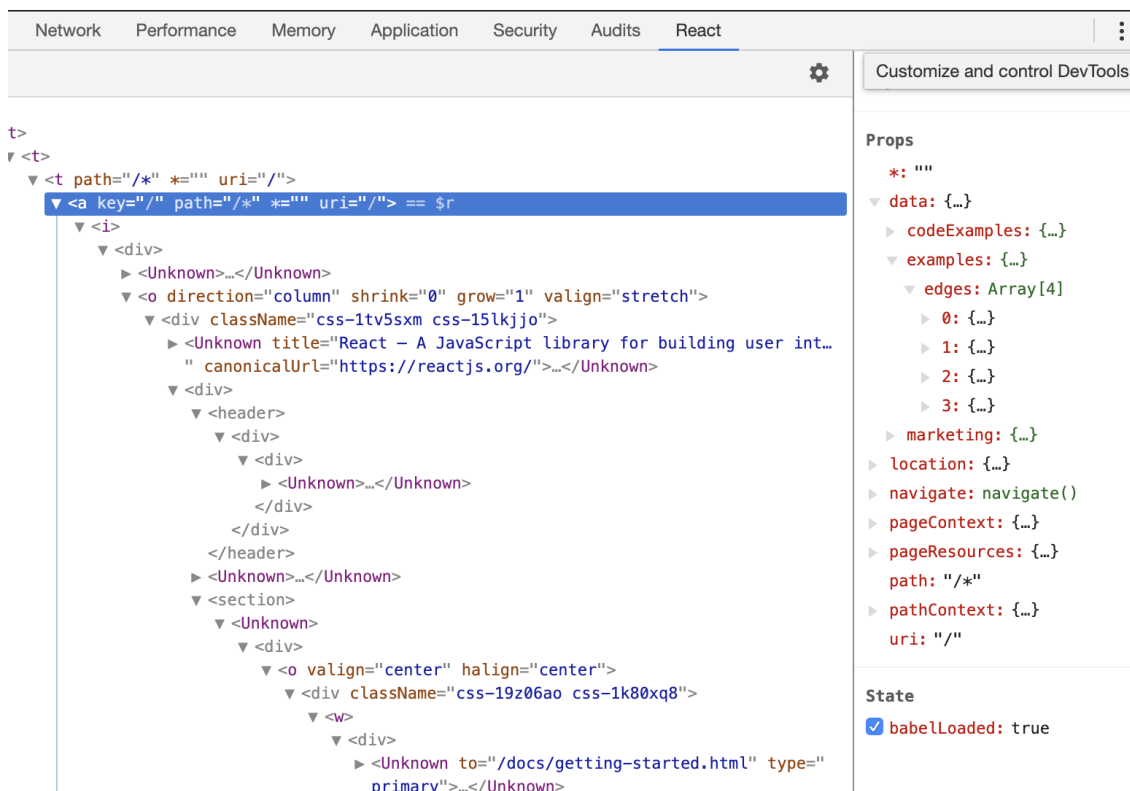 Network Performance Memory Application Security Audits React
Customize and control DevTools
t>
▼<t>
▼<t path="/*" *="" uri="/">
▼<a key="/" path="/*" *="" uri="/"> == $r
▼<i>
▼<div>
▶<Unknown>…</Unknown>
▼<o direction="column" shrink="0" grow="1" valign="stretch">
▼<div className="css-1tv5sxm css-15lkjjo">
▶<Unknown title="React – A JavaScript library for building user int…
" canonicalUrl="https://reactjs.org/">…</Unknown>
▼<div>
▼<header>
▼<div>
▼<div>
▶<Unknown>…</Unknown>
</div>
</div>
</header>
▶<Unknown>…</Unknown>
▼<section>
▼<Unknown>
▼<div>
▼<o valign="center" halign="center">
▼<div className="css-19z06ao css-1k80xq8">
▼<w>
▼<div>
▶<Unknown to="/docs/getting-started.html" type="
primary">…</Unknown>
Props
*: ""
▼ data: {…}
▶ codeExamples: {…}
▼ examples: {…}
▼ edges: Array[4]
▶ 0: {…}
▶ 1: {…}
▶ 2: {…}
▶ 3: {…}
▶ marketing: {…}
▶ location: {…}
▶ navigate: navigate()
▶ pageContext: {…}
▶ pageResources: {…}
path: "/*"
▶ pathContext: {…}
uri: "/"
State
babelLoaded: true